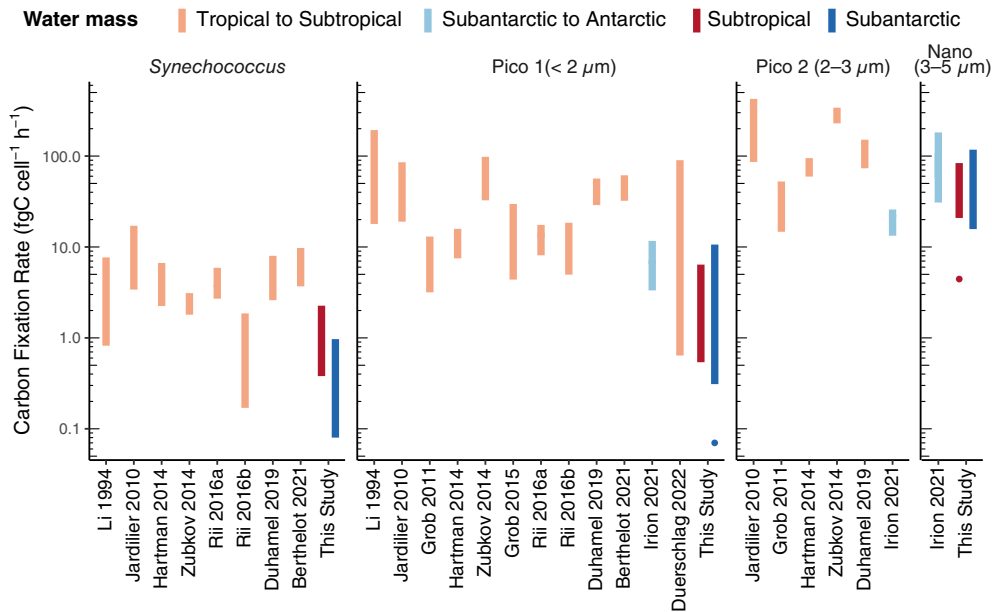 Water mass
Tropical to Subtropical
Subantarctic to Antarctic
Subtropical
Subantarctic
Synechococcus
Pico 1(< 2 µm)
Pico 2 (2–3 µm)
Nano
(3–5 µm)
Carbon Fixation Rate (fgC cell⁻¹ h⁻¹)
100.0
10.0
1.0
0.1
Li 1994
Jardillier 2010
Hartman 2014
Zubkov 2014
Rii 2016a
Rii 2016b
Duhamel 2019
Berthelot 2021
This Study
Li 1994
Jardillier 2010
Grob 2011
Hartman 2014
Zubkov 2014
Grob 2015
Rii 2016a
Rii 2016b
Duhamel 2019
Berthelot 2021
Irion 2021
Duerschlag 2022
This Study
Jardillier 2010
Grob 2011
Hartman 2014
Zubkov 2014
Duhamel 2019
Irion 2021
Irion 2021
This Study